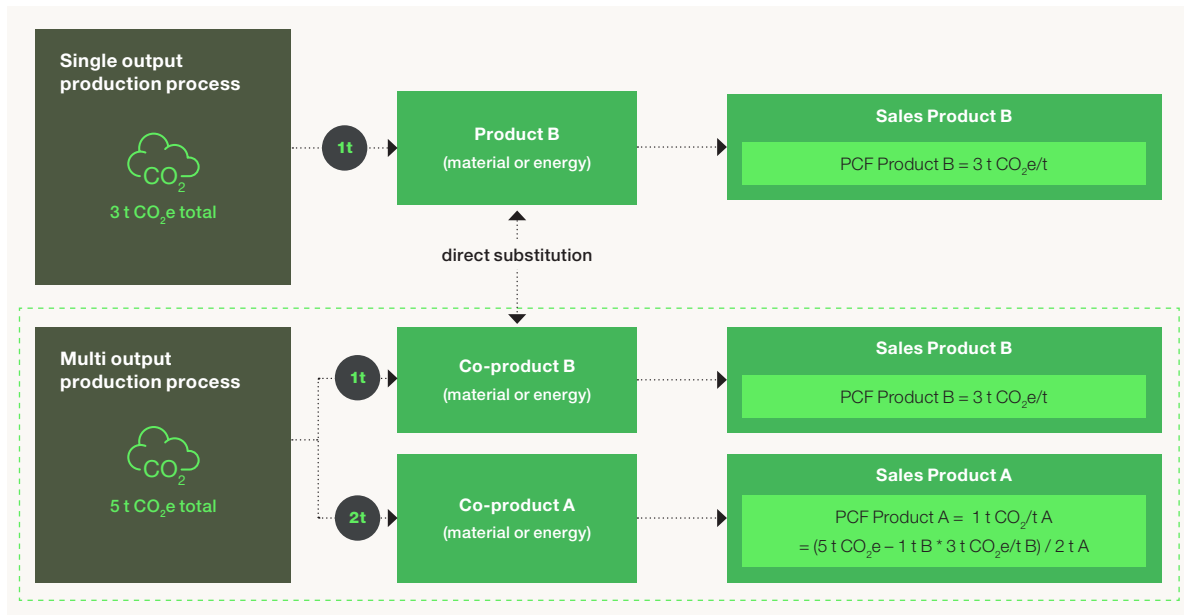 Single output
production process
CO₂
3 t CO₂e total
1t
Product B
(material or energy)
Sales Product B
PCF Product B = 3 t CO₂e/t
direct substitution
Multi output
production process
CO₂
5 t CO₂e total
1t
Co-product B
(material or energy)
Sales Product B
PCF Product B = 3 t CO₂e/t
2t
Co-product A
(material or energy)
Sales Product A
PCF Product A = 1 t CO₂/t A
= (5 t CO₂e – 1 t B * 3 t CO₂e/t B) / 2 t A